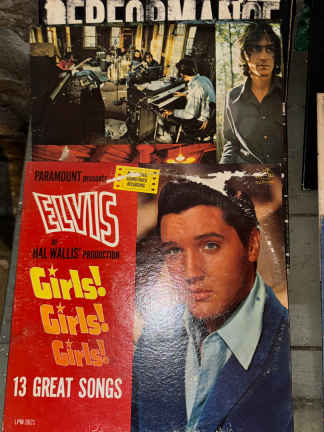 PERFORMANCE
PARAMOUNT presents
ELVIS
IN
HAL WALLIS' PRODUCTION
Girls!
Girls!
Girls!
13 GREAT SONGS